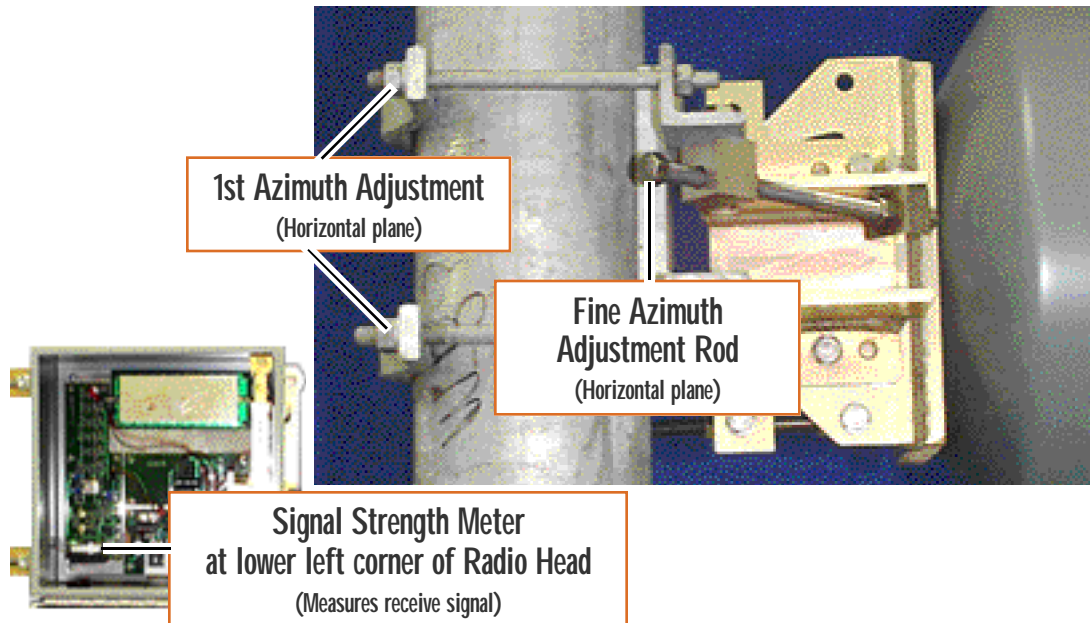 1st Azimuth Adjustment
(Horizontal plane)
Fine Azimuth
Adjustment Rod
(Horizontal plane)
Signal Strength Meter
at lower left corner of Radio Head
(Measures receive signal)